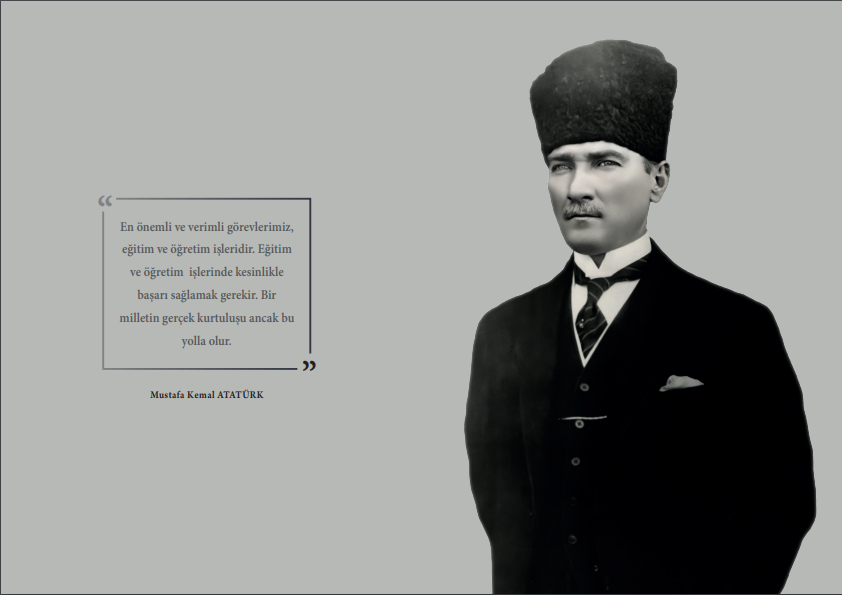 “
En önemli ve verimli görevlerimiz,
eğitim ve öğretim işleridir. Eğitim
ve öğretim işlerinde kesinlikle
başarı sağlamak gerekir. Bir
milletin gerçek kurtuluşu ancak bu
yolla olur.
”
Mustafa Kemal ATATÜRK